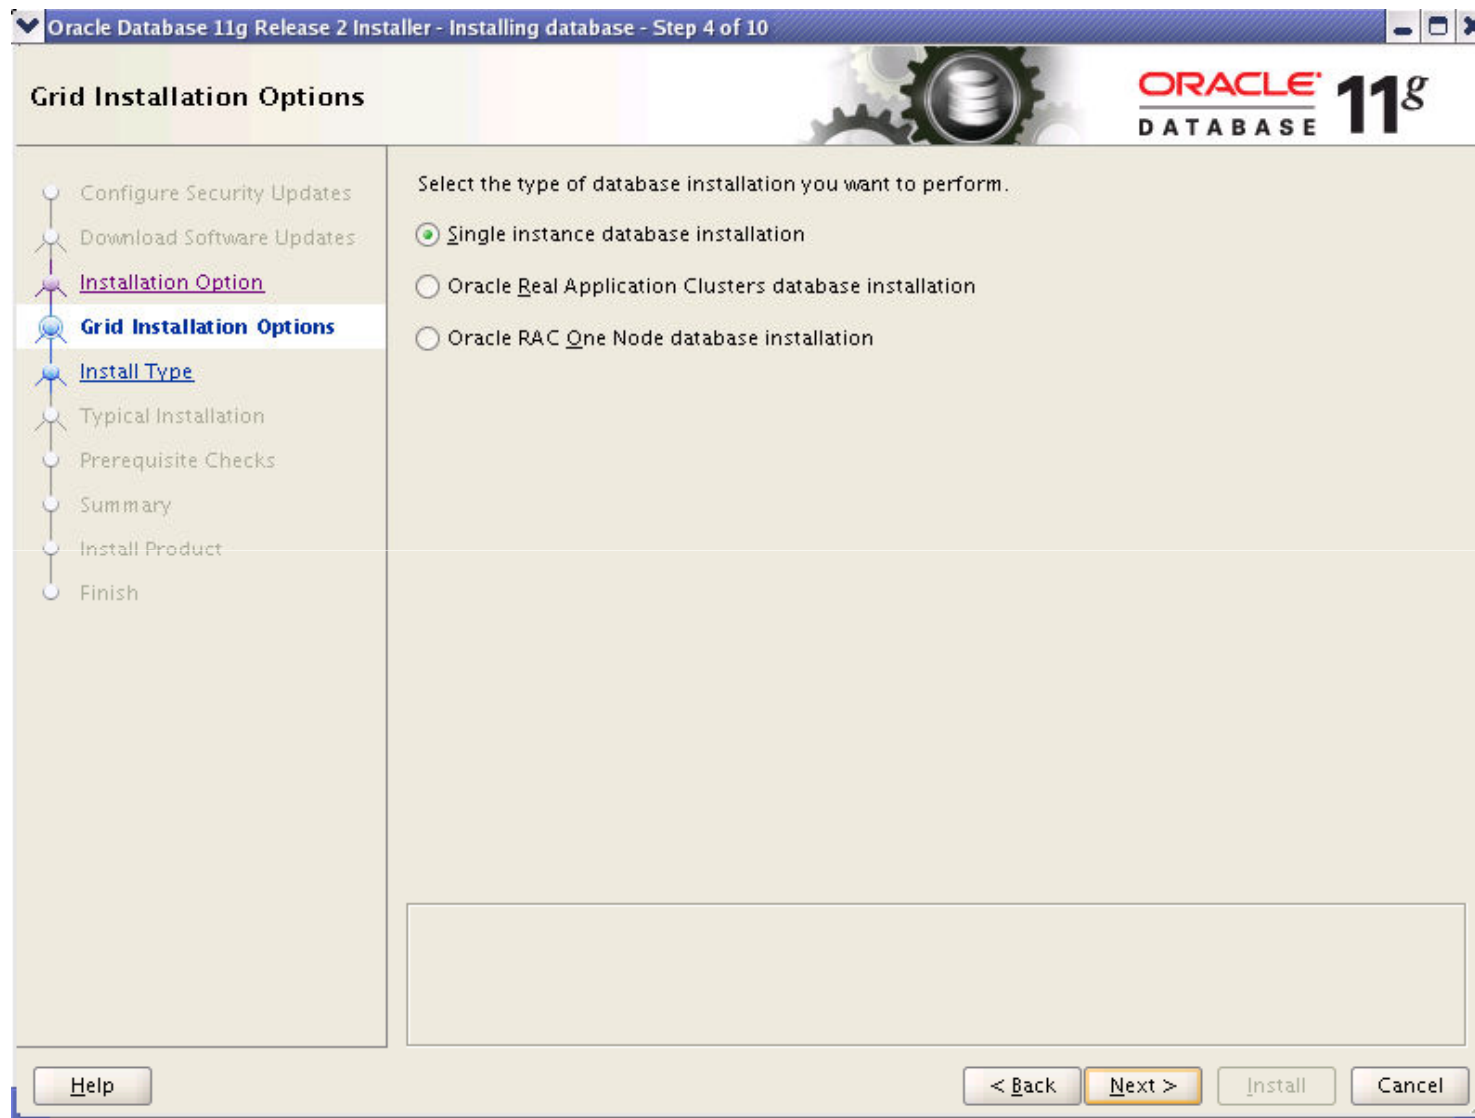 Oracle Database 11g Release 2 Installer - Installing database - Step 4 of 10
Grid Installation Options
ORACLE
DATABASE
11g
Configure Security Updates
Download Software Updates
Installation Option
Grid Installation Options
Install Type
Typical Installation
Prerequisite Checks
Summary
Install Product
Finish
Select the type of database installation you want to perform.
Single instance database installation
Oracle Real Application Clusters database installation
Oracle RAC One Node database installation
Help
< Back
Next >
Install
Cancel